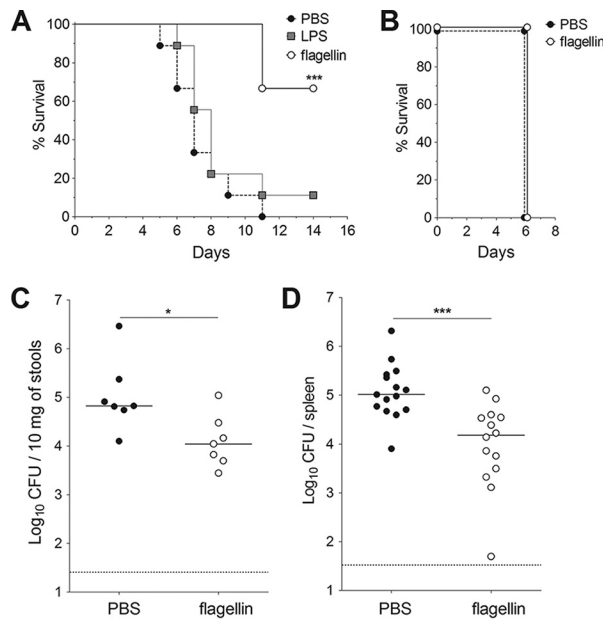 A
PBS
LPS
flagellin
***
% Survival
100
80
60
40
20
0
0 2 4 6 8 10 12 14 16
Days
B
PBS
flagellin
% Survival
100
80
60
40
20
0
0 2 4 6 8
Days
C
*
Log10 CFU / 10 mg of stools
7
6
5
4
3
2
1
PBS flagellin
D
***
Log10 CFU / spleen
7
6
5
4
3
2
1
PBS flagellin